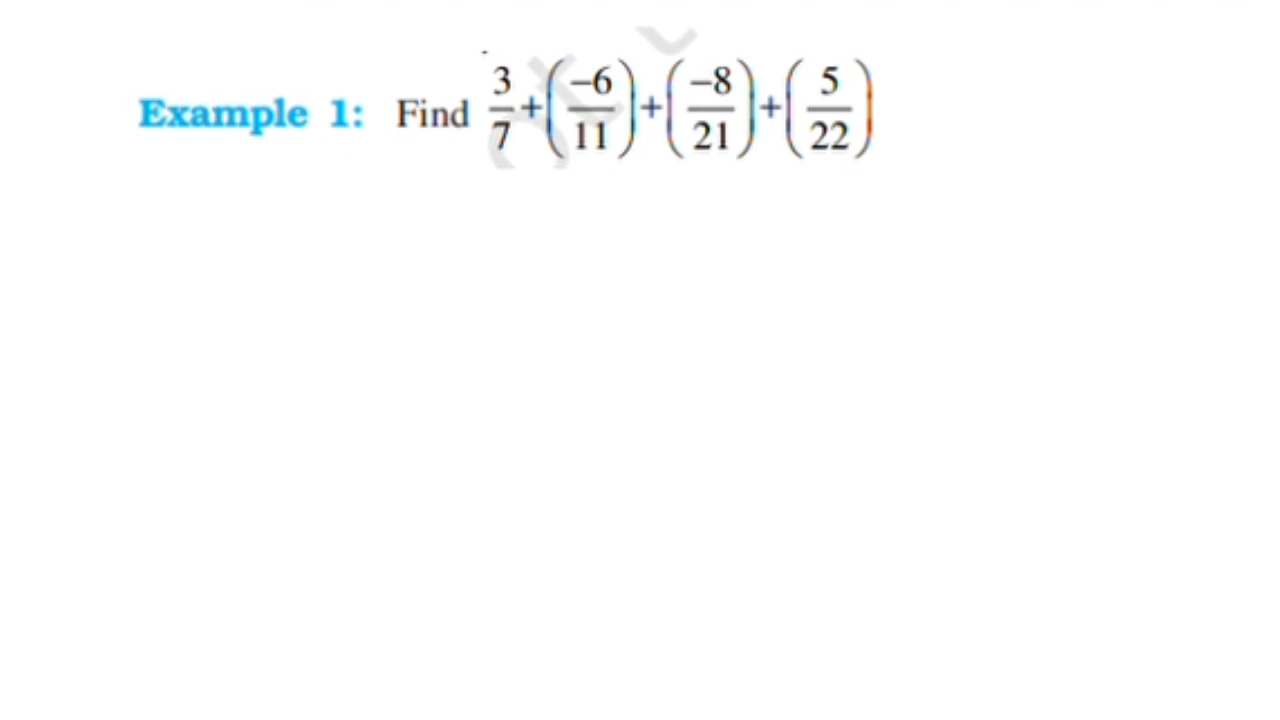 Example 1: Find 3/7 + (-6/11) + (-8/21) + (5/22)